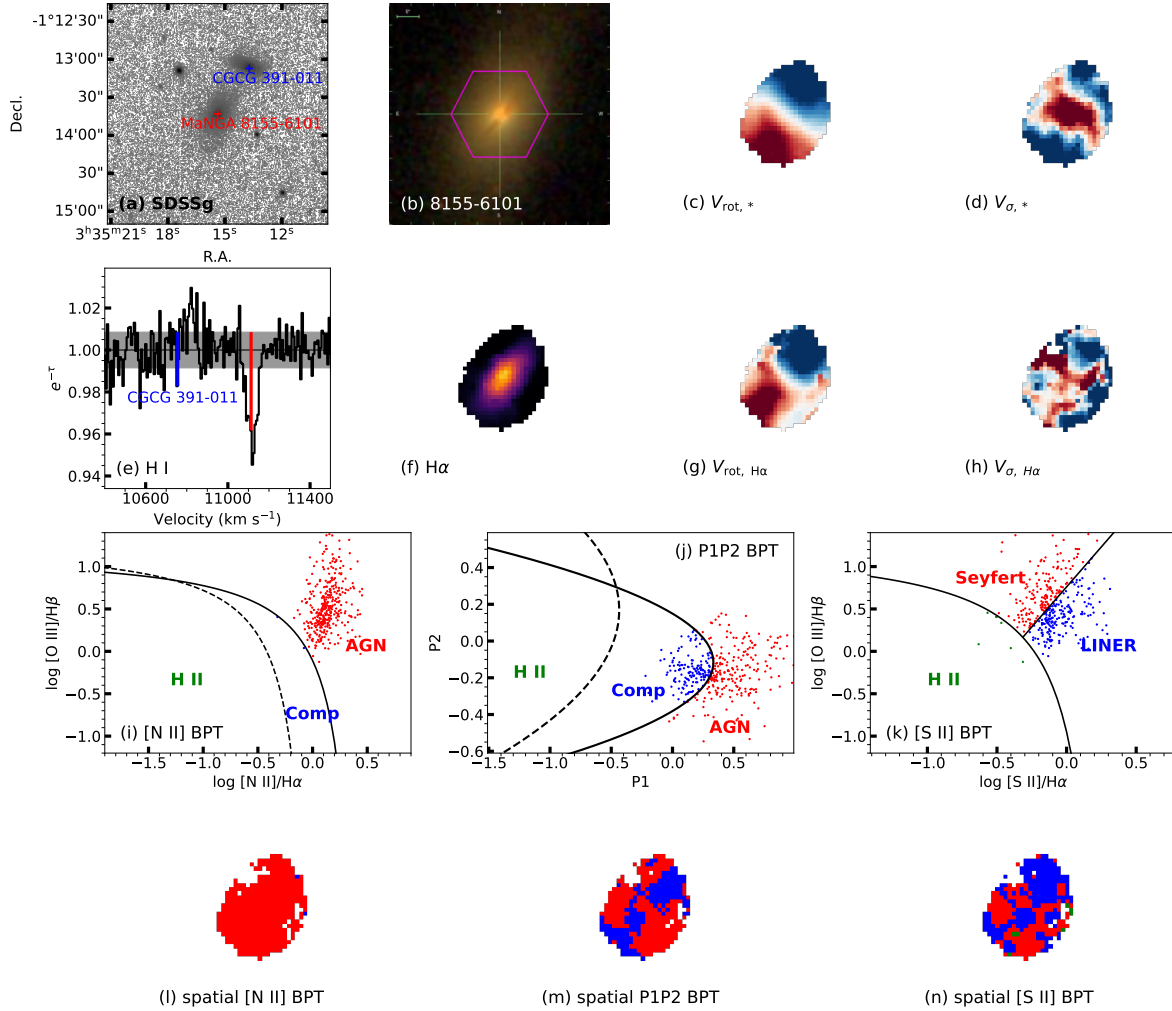 -1°12'30"
13'00"
30"
14'00"
30"
15'00"
Decl.
CGCG 391-011
MaNGA 8155-6101
(a) SDSSg
3ʰ35ᵐ21ˢ 18ˢ 15ˢ 12ˢ
R.A.
N
E
W
(b) 8155-6101
(c) V_rot, *
(d) V_σ, *
1.02
1.00
0.98
0.96
0.94
e^−τ
CGCG 391-011
(e) H I
10600 11000 11400
Velocity (km s⁻¹)
(f) Hα
(g) V_rot, Hα
(h) V_σ, Hα
1.0
0.5
0.0
−0.5
−1.0
log [O III]/Hβ
AGN
H II
Comp
(i) [N II] BPT
−1.5 −1.0 −0.5 0.0 0.5
log [N II]/Hα
0.4
0.2
0.0
−0.2
−0.4
−0.6
P2
(j) P1P2 BPT
H II
Comp
AGN
−1.5 −1.0 −0.5 0.0 0.5
P1
1.0
0.5
0.0
−0.5
−1.0
log [O III]/Hβ
Seyfert
LINER
H II
(k) [S II] BPT
−1.0 −0.5 0.0 0.5
log [S II]/Hα
(l) spatial [N II] BPT
(m) spatial P1P2 BPT
(n) spatial [S II] BPT